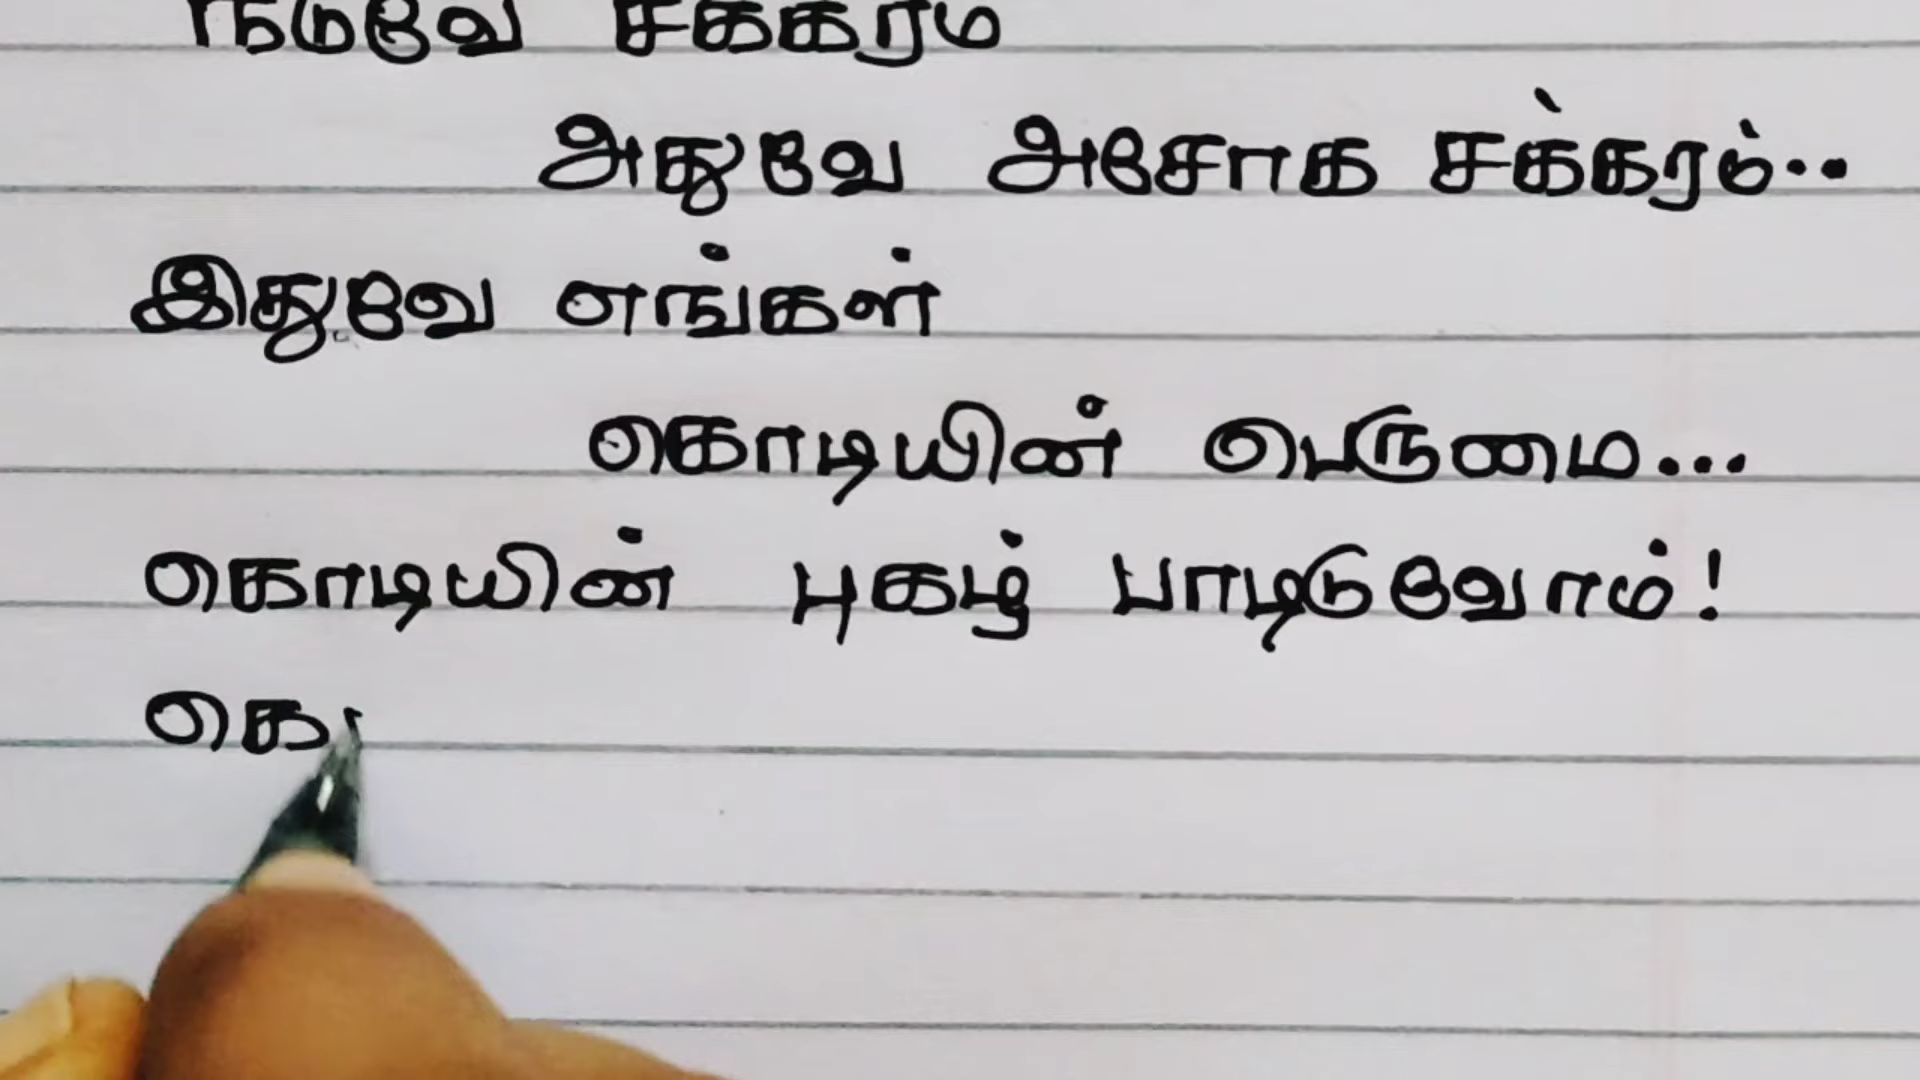 நடுவே சக்கரம்
அதுவே அசோக சக்கரம்..
இதுவே எங்கள்
கொடியின் பெருமை...
கொடியின் புகழ் பாடிடுவோம்!
கெ